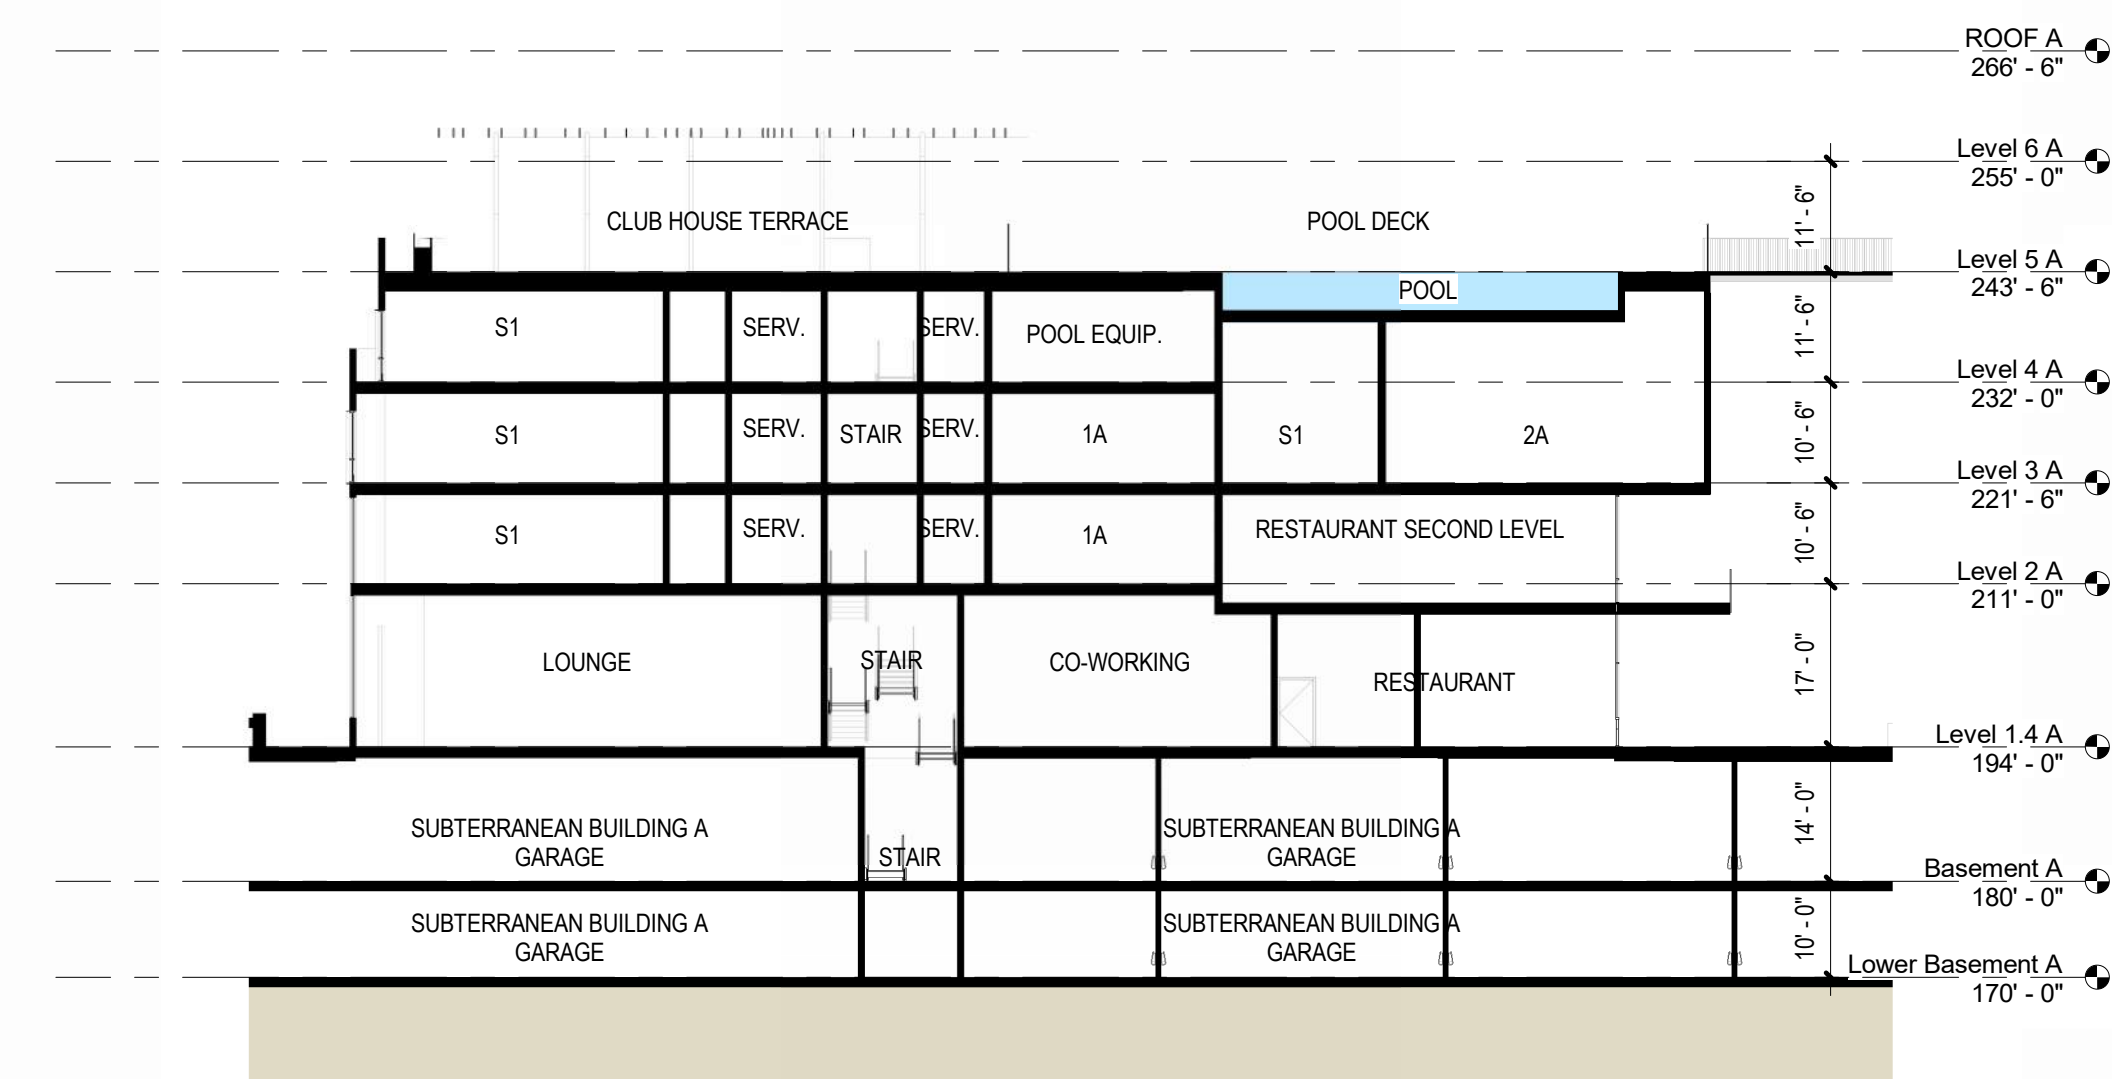 ROOF A
266' - 6"
Level 6 A
255' - 0"
CLUB HOUSE TERRACE
POOL DECK
11' - 6"
Level 5 A
243' - 6"
POOL
S1
SERV.
SERV.
POOL EQUIP.
11' - 6"
Level 4 A
232' - 0"
S1
SERV.
STAIR
SERV.
1A
S1
2A
10' - 6"
Level 3 A
221' - 6"
S1
SERV.
SERV.
1A
RESTAURANT SECOND LEVEL
10' - 6"
Level 2 A
211' - 0"
LOUNGE
STAIR
CO-WORKING
RESTAURANT
17' - 0"
Level 1.4 A
194' - 0"
SUBTERRANEAN BUILDING A
GARAGE
STAIR
SUBTERRANEAN BUILDING A
GARAGE
14' - 0"
Basement A
180' - 0"
SUBTERRANEAN BUILDING A
GARAGE
SUBTERRANEAN BUILDING A
GARAGE
10' - 0"
Lower Basement A
170' - 0"